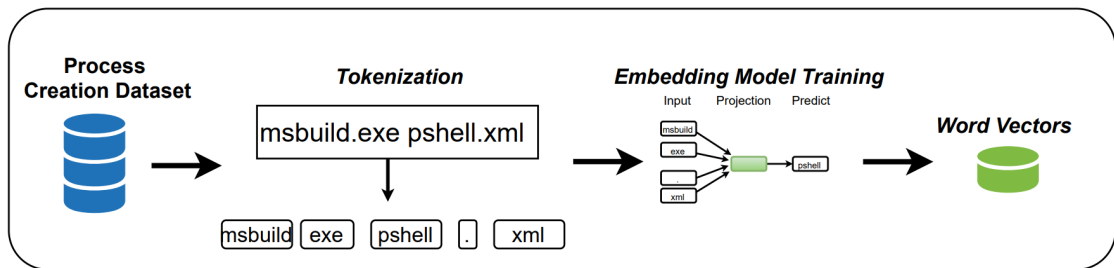 Process
Creation Dataset
Tokenization
msbuild.exe pshell.xml
msbuild exe pshell . xml
Embedding Model Training
Input Projection Predict
msbuild
exe
.
xml
pshell
Word Vectors